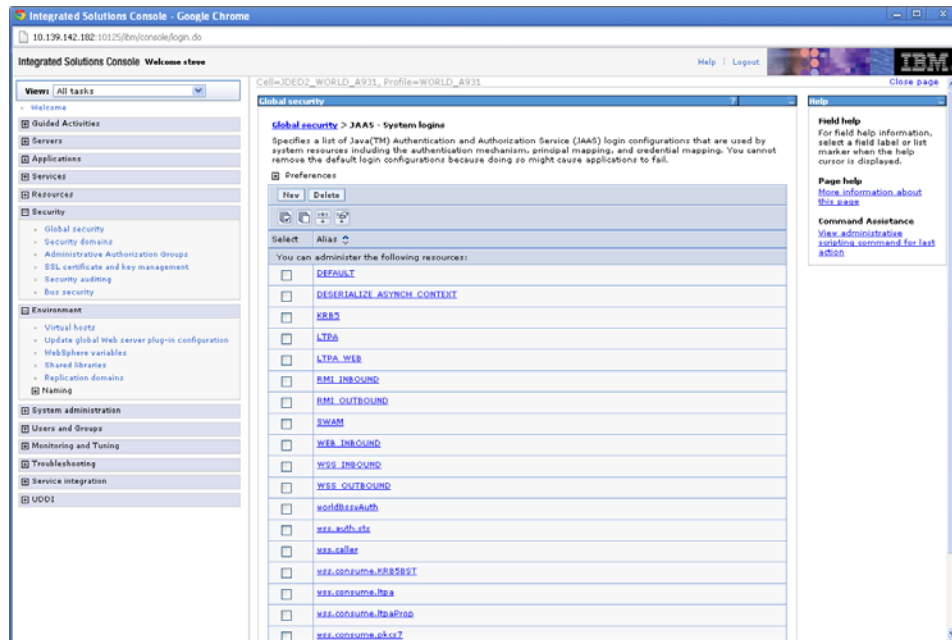 Integrated Solutions Console - Google Chrome
10.139.142.182:10125/ibm/console/login.do
Integrated Solutions Console Welcome steve
Help | Logout
IBM
View: All tasks
Welcome
Guided Activities
Servers
Applications
Services
Resources
Security
Global security
Security domains
Administrative Authorization Groups
SSL certificate and key management
Security auditing
Bus security
Environment
Virtual hosts
Update global Web server plug-in configuration
WebSphere variables
Shared libraries
Replication domains
Naming
System administration
Users and Groups
Monitoring and Tuning
Troubleshooting
Service integration
UDDI
Cell=JDED2_WORLD_A931, Profile=WORLD_A931
Close page
Global security ? -
Global security > JAAS - System logins
Specifies a list of Java(TM) Authentication and Authorization Service (JAAS) login configurations that are used by
system resources including the authentication mechanism, principal mapping, and credential mapping. You cannot
remove the default login configurations because doing so might cause applications to fail.
Preferences
New Delete
Select Alias
You can administer the following resources:
DEFAULT
DESERIALIZE_ASYNCH_CONTEXT
KRB5
LTPA
LTPA_WEB
RMI_INBOUND
RMI_OUTBOUND
SWAM
WEB_INBOUND
WSS_INBOUND
WSS_OUTBOUND
worldBssvAuth
wss.auth.sts
wss.caller
wss.consume.KRB5BST
wss.consume.ltpa
wss.consume.ltpaProp
wss.consume.pkcs7
Help -
Field help
For field help information,
select a field label or list
marker when the help
cursor is displayed.
Page help
More information about
this page
Command Assistance
View administrative
scripting command for last
action